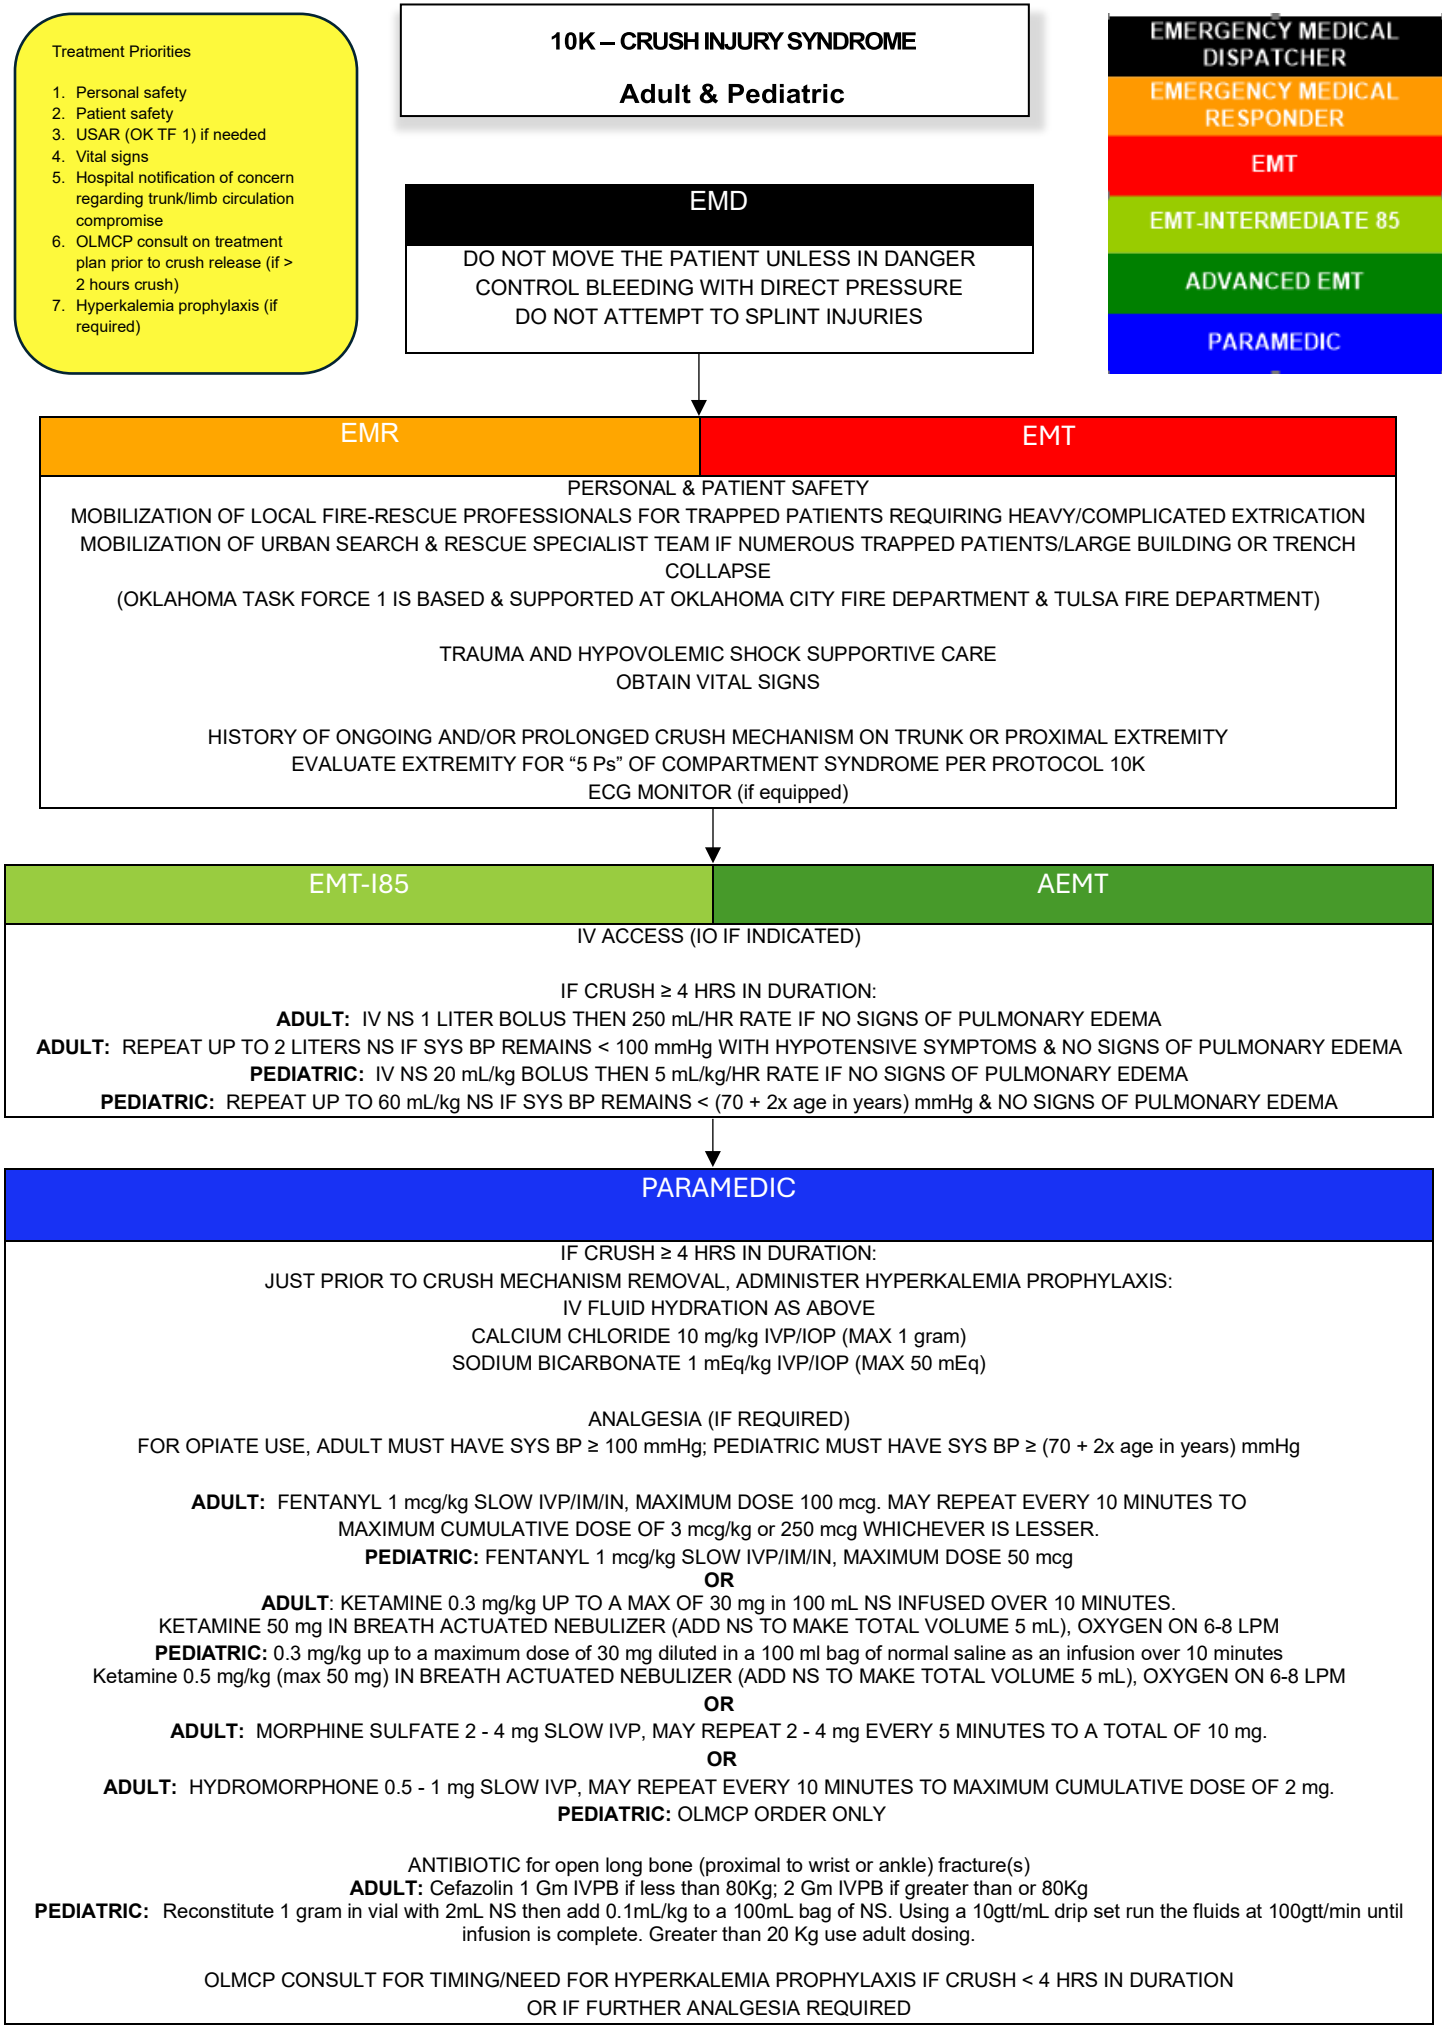 Treatment Priorities
1. Personal safety
2. Patient safety
3. USAR (OK TF 1) if needed
4. Vital signs
5. Hospital notification of concern
regarding trunk/limb circulation
compromise
6. OLMCP consult on treatment
plan prior to crush release (if >
2 hours crush)
7. Hyperkalemia prophylaxis (if
required)
10K – CRUSH INJURY SYNDROME
Adult & Pediatric
EMERGENCY MEDICAL
DISPATCHER
EMERGENCY MEDICAL
RESPONDER
EMT
EMT-INTERMEDIATE 85
ADVANCED EMT
PARAMEDIC
EMD
DO NOT MOVE THE PATIENT UNLESS IN DANGER
CONTROL BLEEDING WITH DIRECT PRESSURE
DO NOT ATTEMPT TO SPLINT INJURIES
EMR
EMT
PERSONAL & PATIENT SAFETY
MOBILIZATION OF LOCAL FIRE-RESCUE PROFESSIONALS FOR TRAPPED PATIENTS REQUIRING HEAVY/COMPLICATED EXTRICATION
MOBILIZATION OF URBAN SEARCH & RESCUE SPECIALIST TEAM IF NUMEROUS TRAPPED PATIENTS/LARGE BUILDING OR TRENCH
COLLAPSE
(OKLAHOMA TASK FORCE 1 IS BASED & SUPPORTED AT OKLAHOMA CITY FIRE DEPARTMENT & TULSA FIRE DEPARTMENT)
TRAUMA AND HYPOVOLEMIC SHOCK SUPPORTIVE CARE
OBTAIN VITAL SIGNS
HISTORY OF ONGOING AND/OR PROLONGED CRUSH MECHANISM ON TRUNK OR PROXIMAL EXTREMITY
EVALUATE EXTREMITY FOR “5 Ps” OF COMPARTMENT SYNDROME PER PROTOCOL 10K
ECG MONITOR (if equipped)
EMT-I85
AEMT
IV ACCESS (IO IF INDICATED)
IF CRUSH ≥ 4 HRS IN DURATION:
ADULT: IV NS 1 LITER BOLUS THEN 250 mL/HR RATE IF NO SIGNS OF PULMONARY EDEMA
ADULT: REPEAT UP TO 2 LITERS NS IF SYS BP REMAINS < 100 mmHg WITH HYPOTENSIVE SYMPTOMS & NO SIGNS OF PULMONARY EDEMA
PEDIATRIC: IV NS 20 mL/kg BOLUS THEN 5 mL/kg/HR RATE IF NO SIGNS OF PULMONARY EDEMA
PEDIATRIC: REPEAT UP TO 60 mL/kg NS IF SYS BP REMAINS < (70 + 2x age in years) mmHg & NO SIGNS OF PULMONARY EDEMA
PARAMEDIC
IF CRUSH ≥ 4 HRS IN DURATION:
JUST PRIOR TO CRUSH MECHANISM REMOVAL, ADMINISTER HYPERKALEMIA PROPHYLAXIS:
IV FLUID HYDRATION AS ABOVE
CALCIUM CHLORIDE 10 mg/kg IVP/IOP (MAX 1 gram)
SODIUM BICARBONATE 1 mEq/kg IVP/IOP (MAX 50 mEq)
ANALGESIA (IF REQUIRED)
FOR OPIATE USE, ADULT MUST HAVE SYS BP ≥ 100 mmHg; PEDIATRIC MUST HAVE SYS BP ≥ (70 + 2x age in years) mmHg
ADULT: FENTANYL 1 mcg/kg SLOW IVP/IM/IN, MAXIMUM DOSE 100 mcg. MAY REPEAT EVERY 10 MINUTES TO
MAXIMUM CUMULATIVE DOSE OF 3 mcg/kg or 250 mcg WHICHEVER IS LESSER.
PEDIATRIC: FENTANYL 1 mcg/kg SLOW IVP/IM/IN, MAXIMUM DOSE 50 mcg
OR
ADULT: KETAMINE 0.3 mg/kg UP TO A MAX OF 30 mg in 100 mL NS INFUSED OVER 10 MINUTES.
KETAMINE 50 mg IN BREATH ACTUATED NEBULIZER (ADD NS TO MAKE TOTAL VOLUME 5 mL), OXYGEN ON 6-8 LPM
PEDIATRIC: 0.3 mg/kg up to a maximum dose of 30 mg diluted in a 100 ml bag of normal saline as an infusion over 10 minutes
Ketamine 0.5 mg/kg (max 50 mg) IN BREATH ACTUATED NEBULIZER (ADD NS TO MAKE TOTAL VOLUME 5 mL), OXYGEN ON 6-8 LPM
OR
ADULT: MORPHINE SULFATE 2 - 4 mg SLOW IVP, MAY REPEAT 2 - 4 mg EVERY 5 MINUTES TO A TOTAL OF 10 mg.
OR
ADULT: HYDROMORPHONE 0.5 - 1 mg SLOW IVP, MAY REPEAT EVERY 10 MINUTES TO MAXIMUM CUMULATIVE DOSE OF 2 mg.
PEDIATRIC: OLMCP ORDER ONLY
ANTIBIOTIC for open long bone (proximal to wrist or ankle) fracture(s)
ADULT: Cefazolin 1 Gm IVPB if less than 80Kg; 2 Gm IVPB if greater than or 80Kg
PEDIATRIC: Reconstitute 1 gram in vial with 2mL NS then add 0.1mL/kg to a 100mL bag of NS. Using a 10gtt/mL drip set run the fluids at 100gtt/min until
infusion is complete. Greater than 20 Kg use adult dosing.
OLMCP CONSULT FOR TIMING/NEED FOR HYPERKALEMIA PROPHYLAXIS IF CRUSH < 4 HRS IN DURATION
OR IF FURTHER ANALGESIA REQUIRED